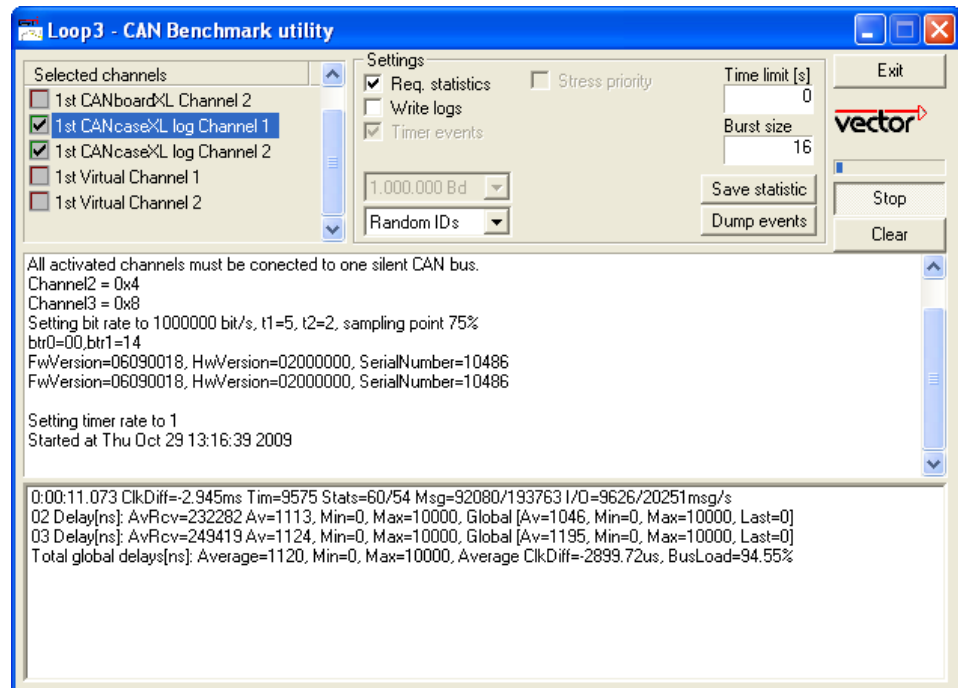 Loop3 - CAN Benchmark utility
Selected channels
1st CANboardXL Channel 2
1st CANcaseXL log Channel 1
1st CANcaseXL log Channel 2
1st Virtual Channel 1
1st Virtual Channel 2
Settings
Req. statistics
Write logs
Timer events
Stress priority
1.000.000 Bd
Random IDs
Time limit [s]
0
Burst size
16
Save statistic
Dump events
Exit
vector
Stop
Clear
All activated channels must be conected to one silent CAN bus.
Channel2 = 0x4
Channel3 = 0x8
Setting bit rate to 1000000 bit/s, t1=5, t2=2, sampling point 75%
btr0=00,btr1=14
FwVersion=06090018, HwVersion=02000000, SerialNumber=10486
FwVersion=06090018, HwVersion=02000000, SerialNumber=10486
Setting timer rate to 1
Started at Thu Oct 29 13:16:39 2009
0:00:11.073 ClkDiff=-2.945ms Tim=9575 Stats=60/54 Msg=92080/193763 I/O=9626/20251msg/s
02 Delay[ns]: AvRcv=232282 Av=1113, Min=0, Max=10000, Global [Av=1046, Min=0, Max=10000, Last=0]
03 Delay[ns]: AvRcv=249419 Av=1124, Min=0, Max=10000, Global [Av=1195, Min=0, Max=10000, Last=0]
Total global delays[ns]: Average=1120, Min=0, Max=10000, Average ClkDiff=-2899.72us, BusLoad=94.55%